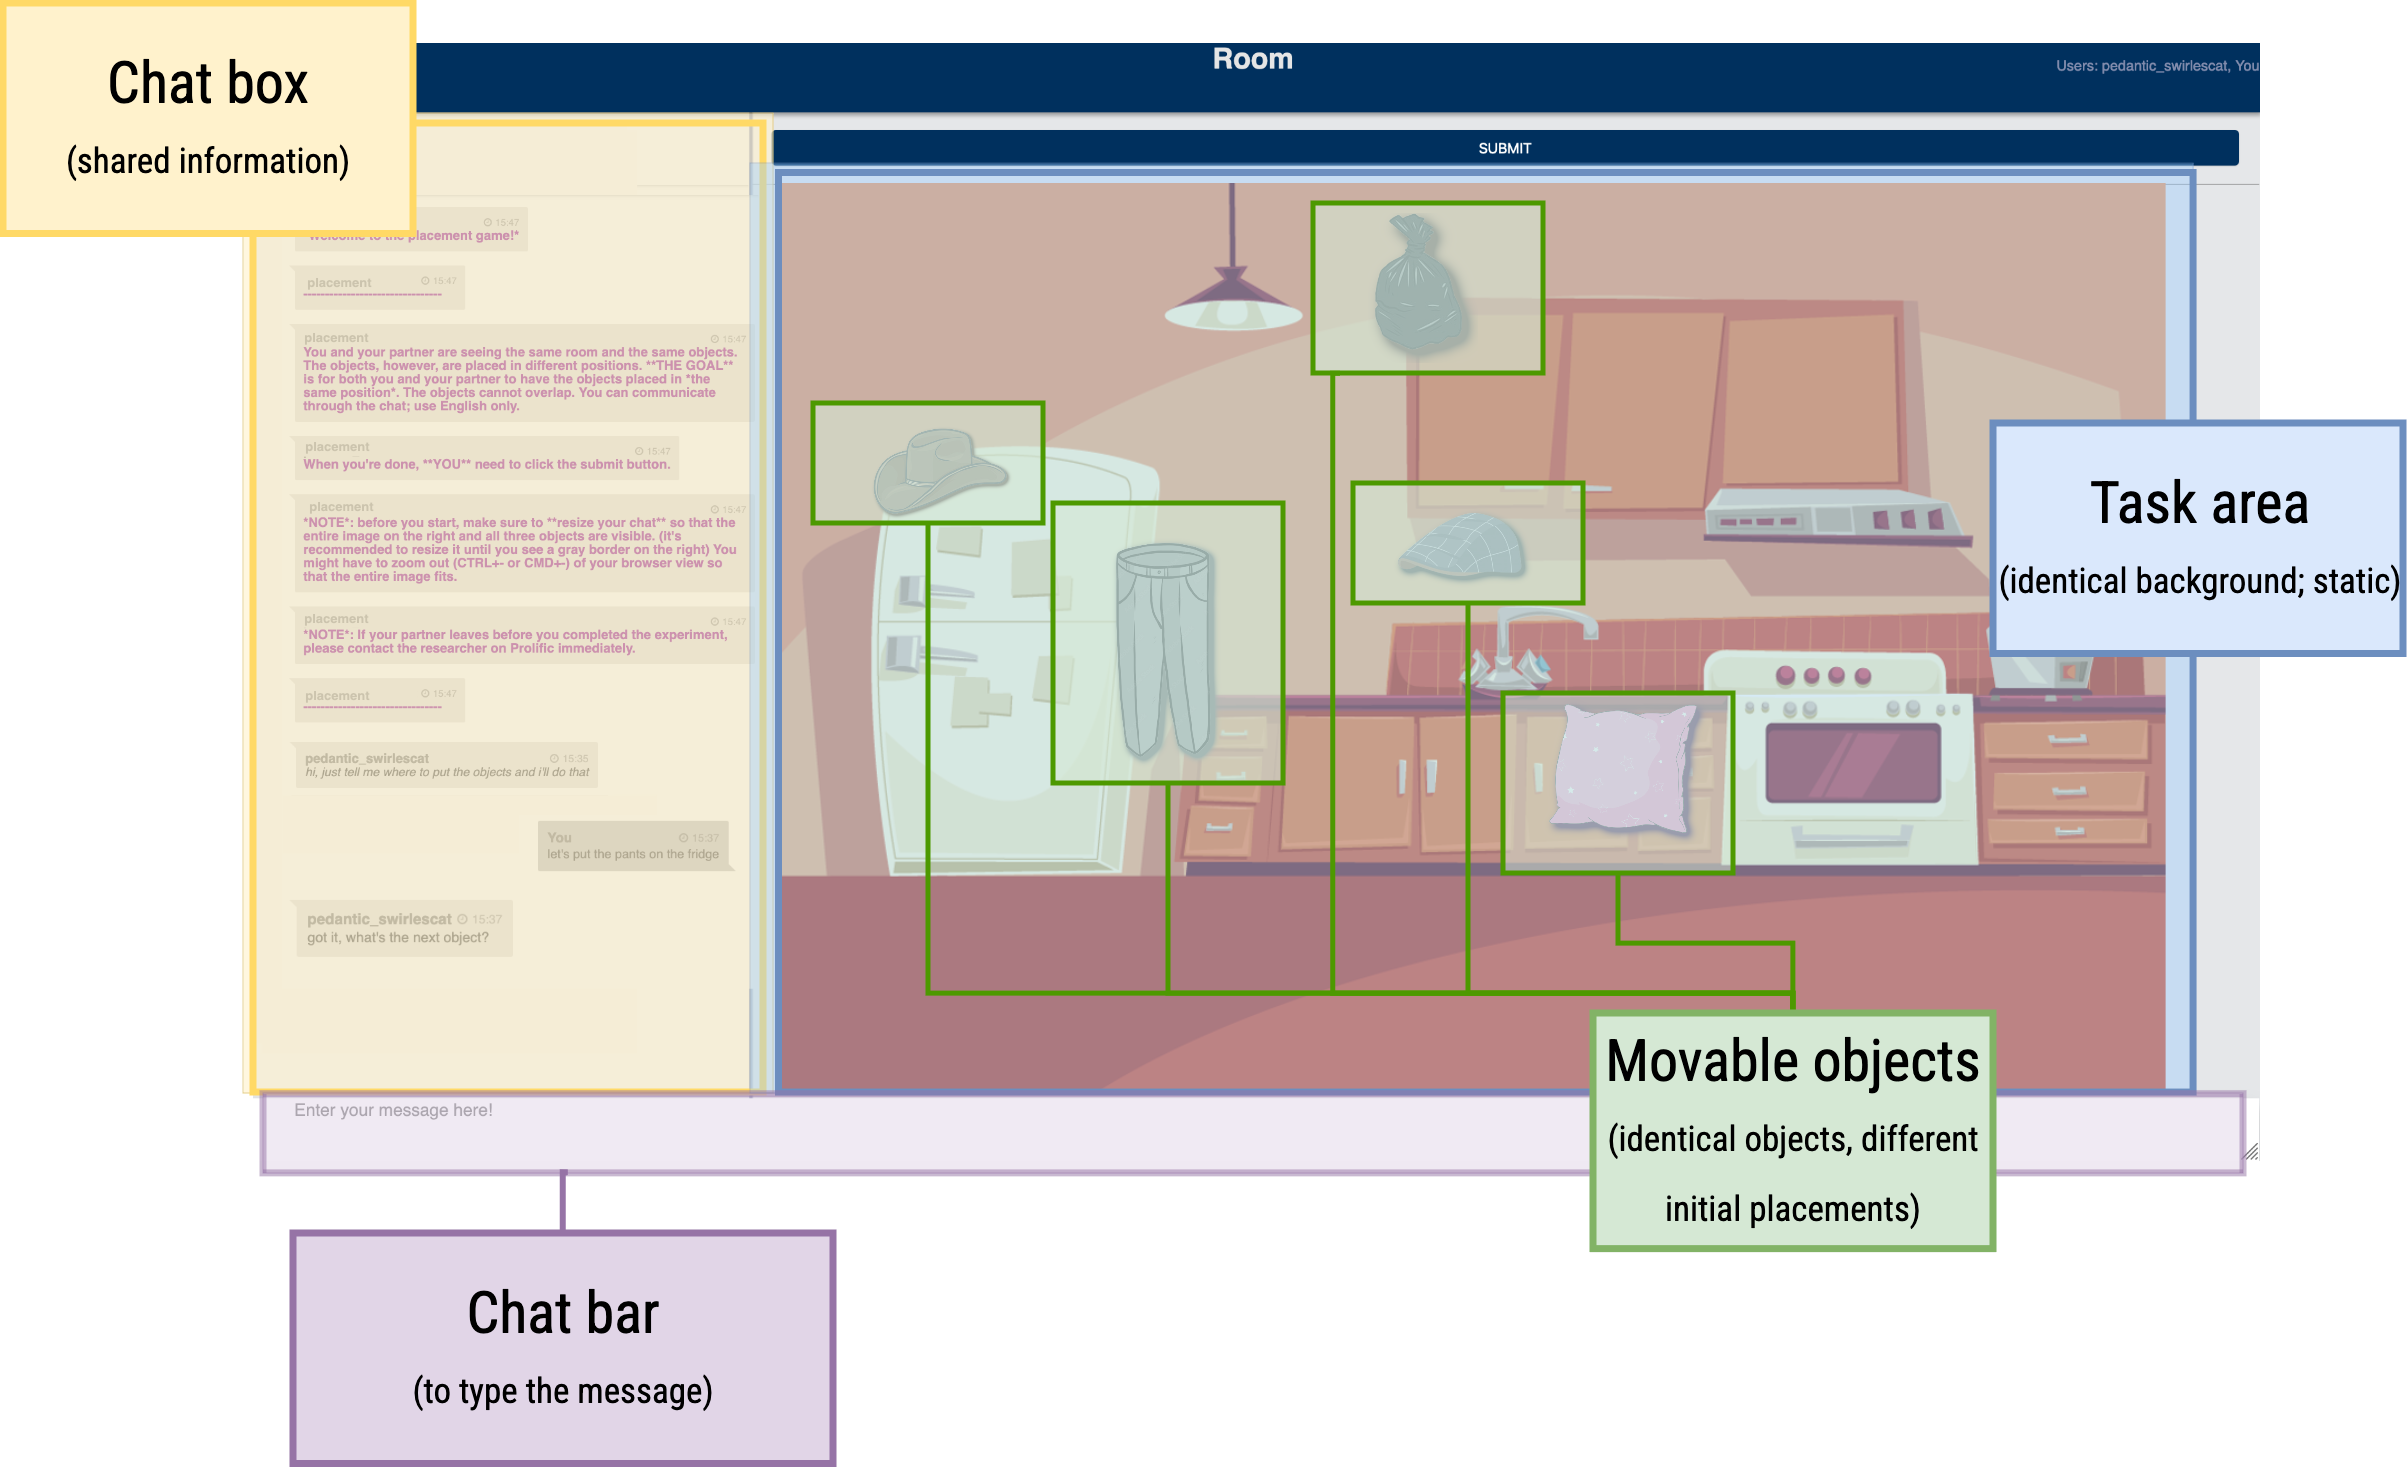 Chat box
(shared information)
Room
Users: pedantic_swirlescat, You
SUBMIT
15:47
*Welcome to the placement game!*
placement 15:47
--------------------------------
placement 15:47
You and your partner are seeing the same room and the same objects.
The objects, however, are placed in different positions. **THE GOAL**
is for both you and your partner to have the objects placed in *the
same position*. The objects cannot overlap. You can communicate
through the chat; use English only.
placement 15:47
When you're done, **YOU** need to click the submit button.
placement 15:47
*NOTE*: before you start, make sure to **resize your chat** so that the
entire image on the right and all three objects are visible. (It's
recommended to resize it until you see a gray border on the right) You
might have to zoom out (CTRL+- or CMD+-) of your browser view so
that the entire image fits.
placement 15:47
*NOTE*: If your partner leaves before you completed the experiment,
please contact the researcher on Prolific immediately.
placement 15:47
--------------------------------
pedantic_swirlescat 15:35
hi, just tell me where to put the objects and i'll do that
You 15:37
let's put the pants on the fridge
pedantic_swirlescat 15:37
got it, what's the next object?
Task area
(identical background; static)
Movable objects
(identical objects, different
initial placements)
Enter your message here!
Chat bar
(to type the message)